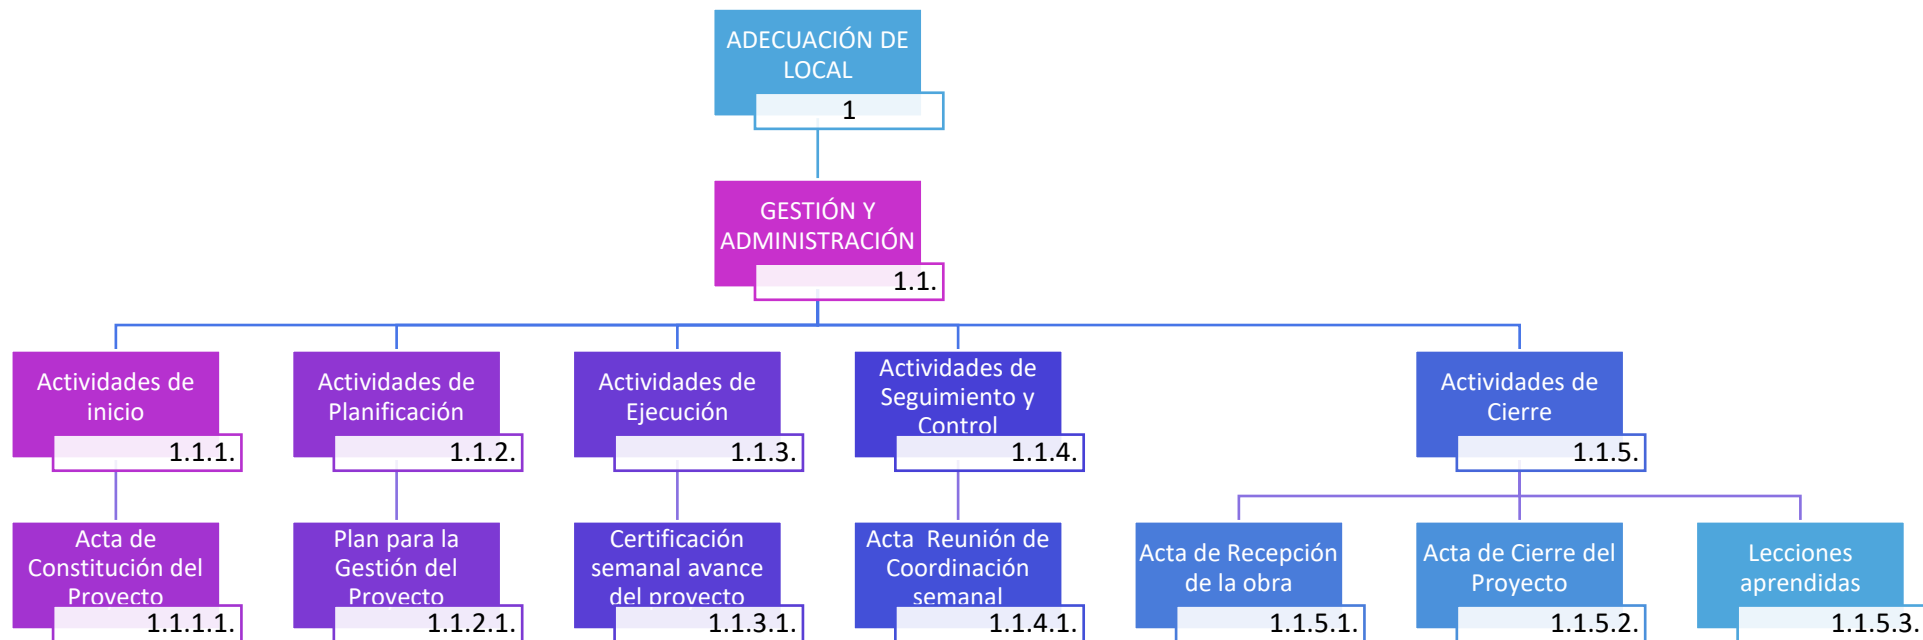 ADECUACIÓN DE
LOCAL
1
GESTIÓN Y
ADMINISTRACIÓN
1.1.
Actividades de
inicio
1.1.1.
Actividades de
Planificación
1.1.2.
Actividades de
Ejecución
1.1.3.
Actividades de
Seguimiento y
Control
1.1.4.
Actividades de
Cierre
1.1.5.
Acta de
Constitución del
Proyecto
1.1.1.1.
Plan para la
Gestión del
Proyecto
1.1.2.1.
Certificación
semanal avance
del proyecto
1.1.3.1.
Acta  Reunión de
Coordinación
semanal
1.1.4.1.
Acta de Recepción
de la obra
1.1.5.1.
Acta de Cierre del
Proyecto
1.1.5.2.
Lecciones
aprendidas
1.1.5.3.